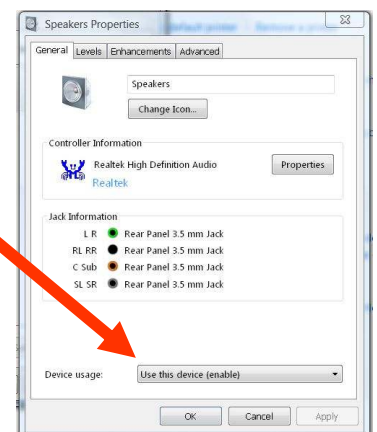 Speakers Properties
General Levels Enhancements Advanced
Speakers
Change Icon...
Controller Information
Realtek High Definition Audio
Properties
Realtek
Jack Information
L R Rear Panel 3.5 mm Jack
RL RR Rear Panel 3.5 mm Jack
C Sub Rear Panel 3.5 mm Jack
SL SR Rear Panel 3.5 mm Jack
Device usage: Use this device (enable)
OK Cancel Apply